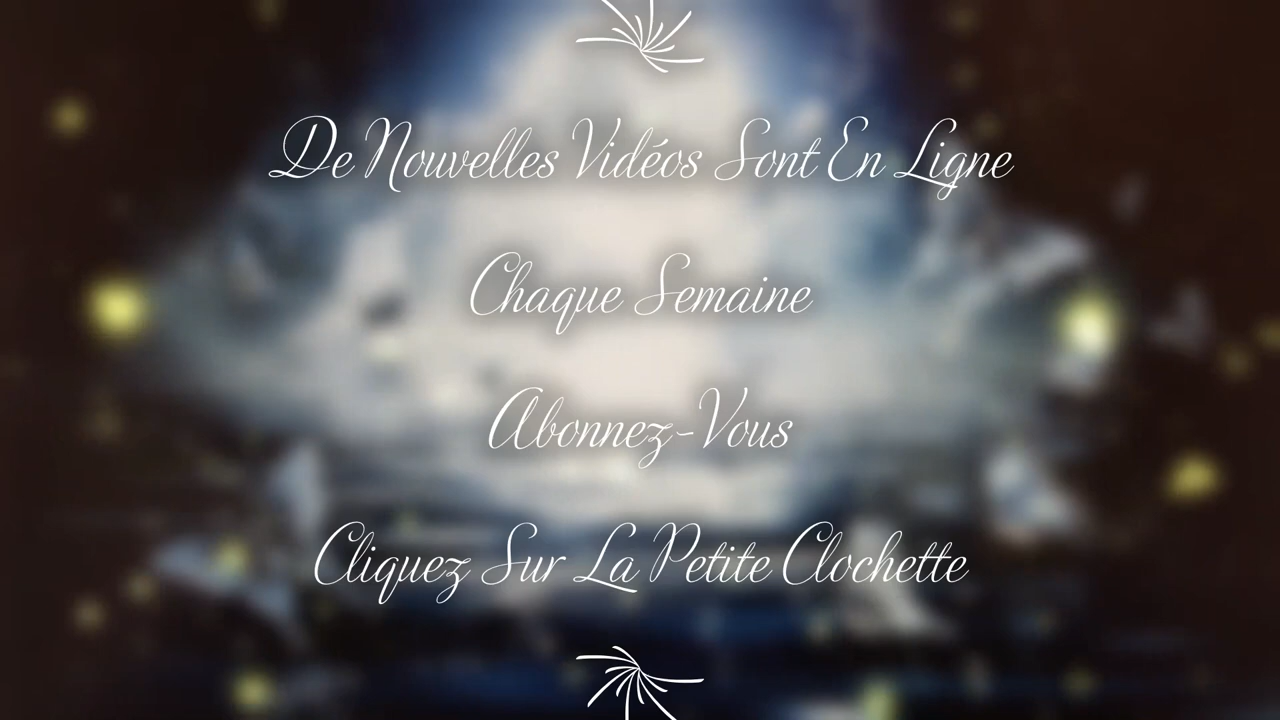 De Nouvelles Vidéos Sont En Ligne
Chaque Semaine
Abonnez-Vous
Cliquez Sur La Petite Clochette